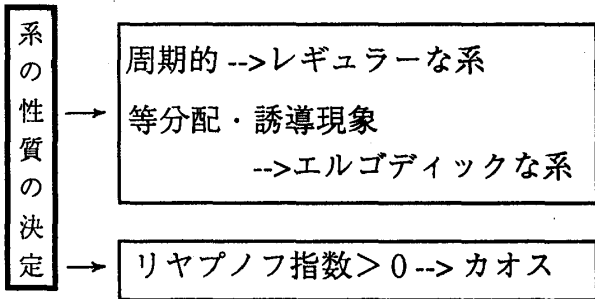 系の性質の決定
周期的 -->レギュラーな系
等分配・誘導現象
-->エルゴディックな系
リヤプノフ指数>0 --> カオス